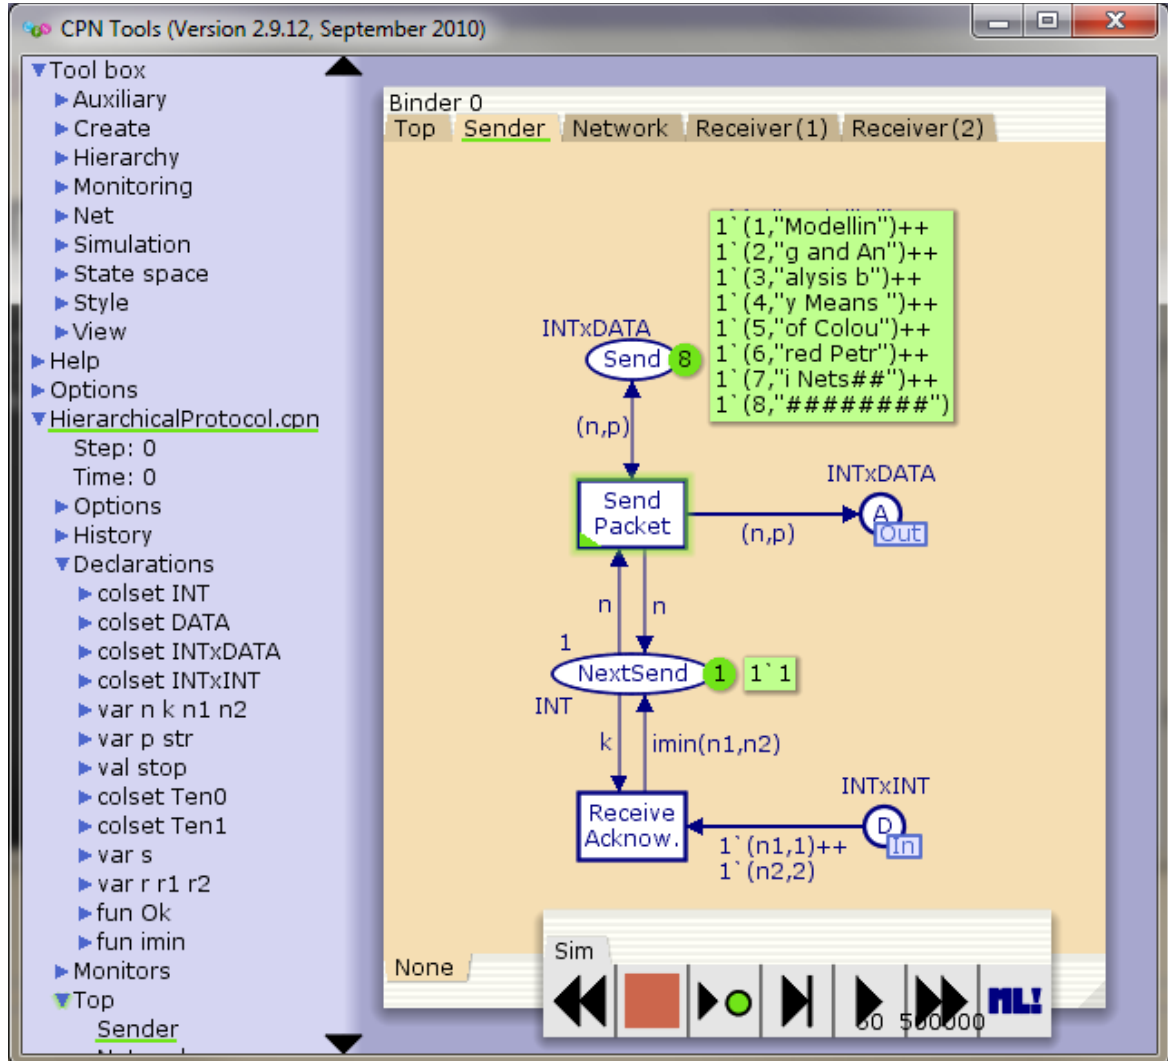 CPN Tools (Version 2.9.12, September 2010)
Tool box
Auxiliary
Create
Hierarchy
Monitoring
Net
Simulation
State space
Style
View
Help
Options
HierarchicalProtocol.cpn
Step: 0
Time: 0
Options
History
Declarations
colset INT
colset DATA
colset INTxDATA
colset INTxINT
var n k n1 n2
var p str
val stop
colset Ten0
colset Ten1
var s
var r r1 r2
fun Ok
fun imin
Monitors
Top
Sender
Binder 0
Top Sender Network Receiver(1) Receiver(2)
1`(1,"Modellin")++
1`(2,"g and An")++
1`(3,"alysis b")++
1`(4,"y Means ")++
1`(5,"of Colou")++
1`(6,"red Petr")++
1`(7,"i Nets##")++
1`(8,"########")
INTxDATA
Send 8
(n,p)
INTxDATA
Send
Packet
A
Out
(n,p)
n n
1
NextSend 1 1`1
INT
k imin(n1,n2)
INTxINT
Receive
Acknow.
D
In
1`(n1,1)++
1`(n2,2)
None
Sim
50 500000
ML!